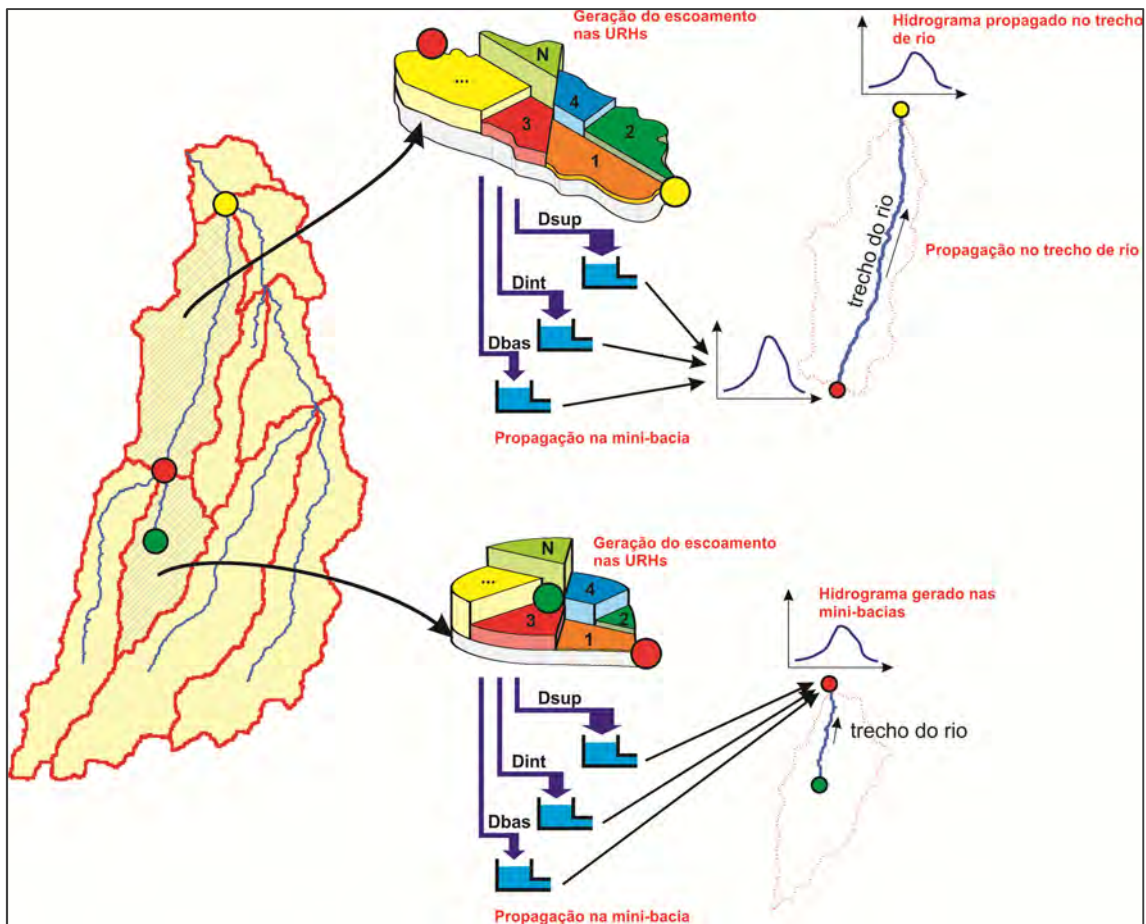 Geração do escoamento
nas URHs
N
...
4
3
2
1
Dsup
Dint
Dbas
Propagação na mini-bacia
Hidrograma propagado no trecho
de rio
trecho do rio
Propagação no trecho de rio
Geração do escoamento
nas URHs
N
...
4
3
2
1
Dsup
Dint
Dbas
Propagação na mini-bacia
Hidrograma gerado nas
mini-bacias
trecho do rio